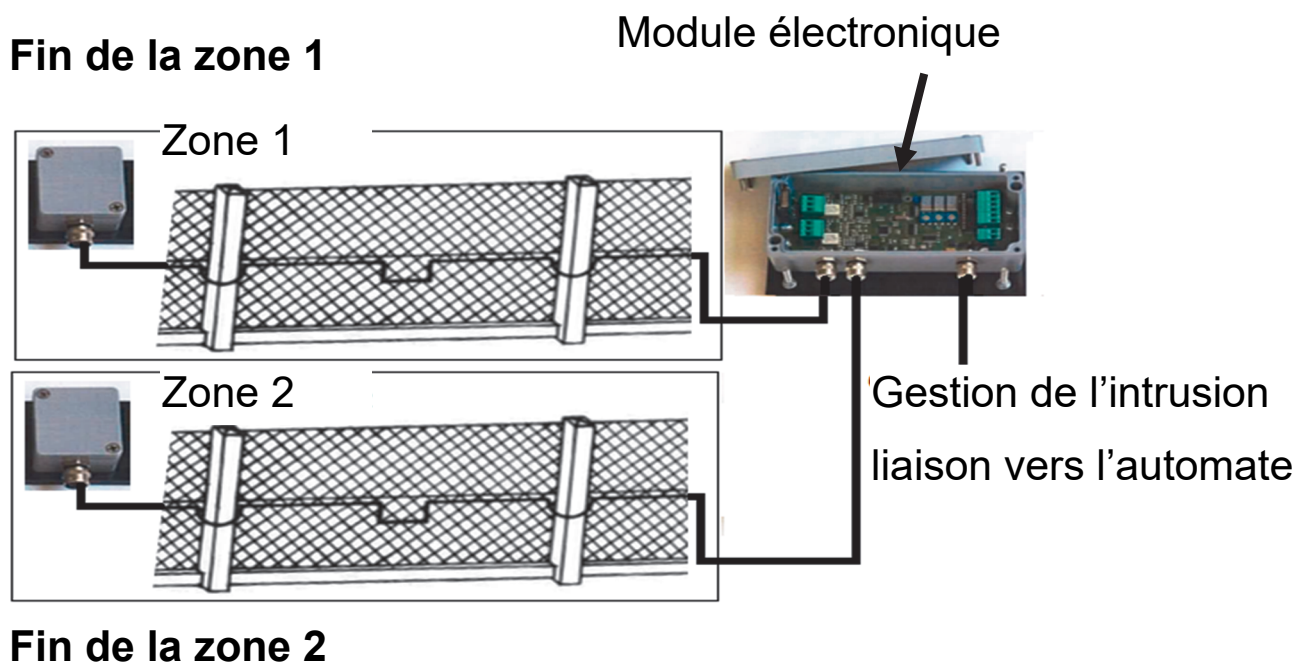 Module électronique
Fin de la zone 1
Zone 1
Zone 2
Gestion de l’intrusion
liaison vers l’automate
Fin de la zone 2